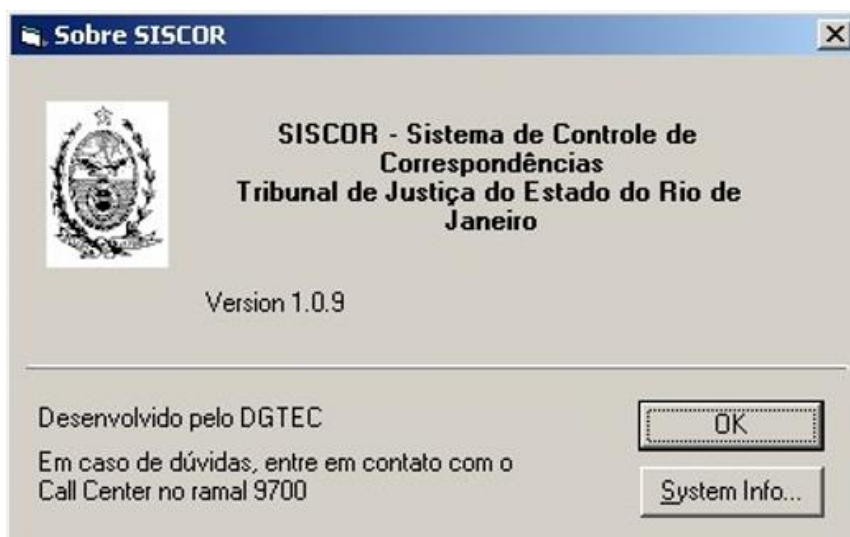 Sobre SISCOR
SISCOR - Sistema de Controle de
Correspondências
Tribunal de Justiça do Estado do Rio de
Janeiro
Version 1.0.9
Desenvolvido pelo DGTEC
OK
Em caso de dúvidas, entre em contato com o
Call Center no ramal 9700
System Info...